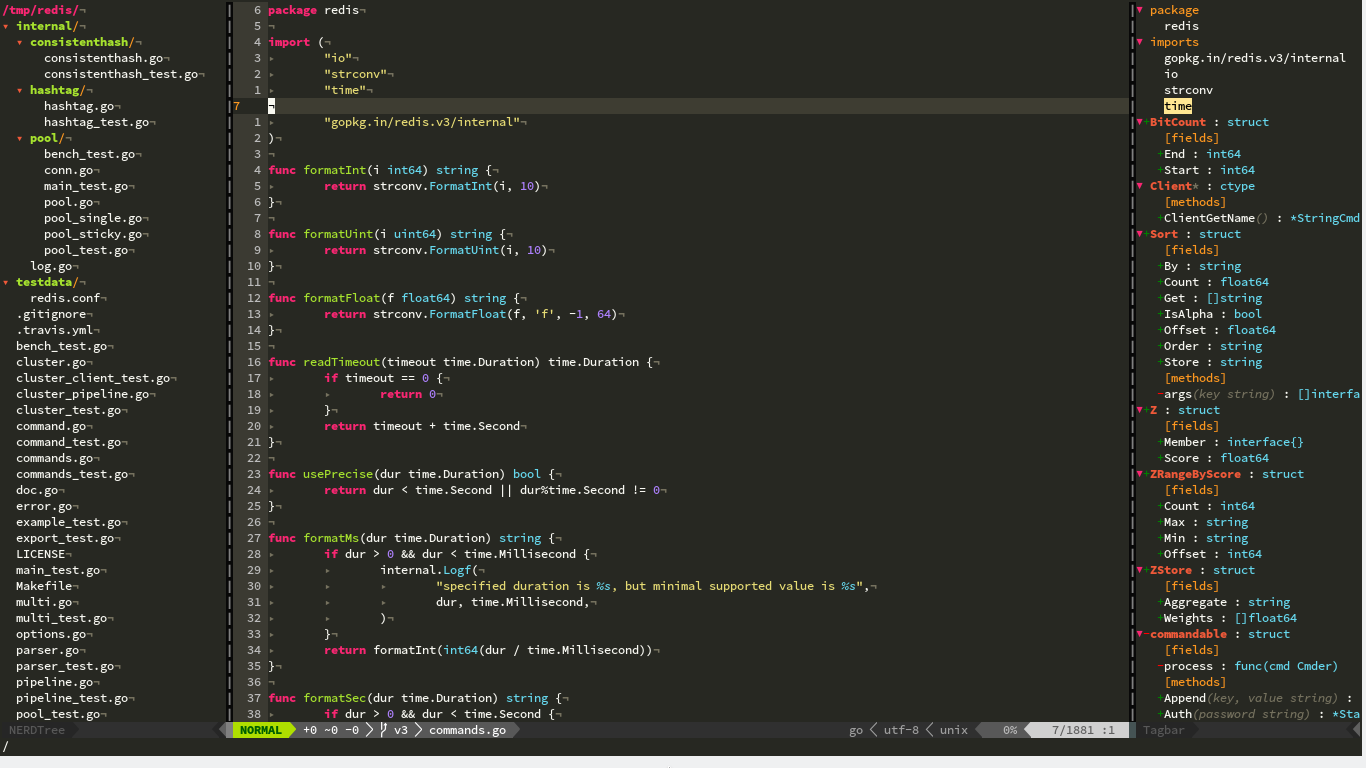 /tmp/redis/¬
▾ internal/¬
▾ consistenthash/¬
consistenthash.go¬
consistenthash_test.go¬
▾ hashtag/¬
hashtag.go¬
hashtag_test.go¬
▾ pool/¬
bench_test.go¬
conn.go¬
main_test.go¬
pool.go¬
pool_single.go¬
pool_sticky.go¬
pool_test.go¬
log.go¬
▾ testdata/¬
redis.conf¬
.gitignore¬
.travis.yml¬
bench_test.go¬
cluster.go¬
cluster_client_test.go¬
cluster_pipeline.go¬
cluster_test.go¬
command.go¬
command_test.go¬
commands.go¬
commands_test.go¬
doc.go¬
error.go¬
example_test.go¬
export_test.go¬
LICENSE¬
main_test.go¬
Makefile¬
multi.go¬
multi_test.go¬
options.go¬
parser.go¬
parser_test.go¬
pipeline.go¬
pipeline_test.go¬
pool_test.go¬
NERDTree
6 package redis¬
5 ¬
4 import (¬
3 ▸ "io"¬
2 ▸ "strconv"¬
1 ▸ "time"¬
7 ¬
1 ▸ "gopkg.in/redis.v3/internal"¬
2 )¬
3 ¬
4 func formatInt(i int64) string {¬
5 ▸ return strconv.FormatInt(i, 10)¬
6 }¬
7 ¬
8 func formatUint(i uint64) string {¬
9 ▸ return strconv.FormatUint(i, 10)¬
10 }¬
11 ¬
12 func formatFloat(f float64) string {¬
13 ▸ return strconv.FormatFloat(f, 'f', -1, 64)¬
14 }¬
15 ¬
16 func readTimeout(timeout time.Duration) time.Duration {¬
17 ▸ if timeout == 0 {¬
18 ▸ ▸ return 0¬
19 ▸ }¬
20 ▸ return timeout + time.Second¬
21 }¬
22 ¬
23 func usePrecise(dur time.Duration) bool {¬
24 ▸ return dur < time.Second || dur%time.Second != 0¬
25 }¬
26 ¬
27 func formatMs(dur time.Duration) string {¬
28 ▸ if dur > 0 && dur < time.Millisecond {¬
29 ▸ ▸ internal.Logf(¬
30 ▸ ▸ ▸ "specified duration is %s, but minimal supported value is %s",¬
31 ▸ ▸ ▸ dur, time.Millisecond,¬
32 ▸ ▸ )¬
33 ▸ }¬
34 ▸ return formatInt(int64(dur / time.Millisecond))¬
35 }¬
36 ¬
37 func formatSec(dur time.Duration) string {¬
38 ▸ if dur > 0 && dur < time.Second {¬
NORMAL +0 ~0 -0 v3 commands.go go utf-8 unix 0% 7/1881 :1
▼ package
redis
▼ imports
gopkg.in/redis.v3/internal
io
strconv
time
▼+BitCount : struct
[fields]
+End : int64
+Start : int64
▼ Client* : ctype
[methods]
+ClientGetName() : *StringCmd
▼+Sort : struct
[fields]
+By : string
+Count : float64
+Get : []string
+IsAlpha : bool
+Offset : float64
+Order : string
+Store : string
[methods]
-args(key string) : []interfa
▼+Z : struct
[fields]
+Member : interface{}
+Score : float64
▼+ZRangeByScore : struct
[fields]
+Count : int64
+Max : string
+Min : string
+Offset : int64
▼+ZStore : struct
[fields]
+Aggregate : string
+Weights : []float64
▼-commandable : struct
[fields]
-process : func(cmd Cmder)
[methods]
+Append(key, value string) :
+Auth(password string) : *Sta
Tagbar
/